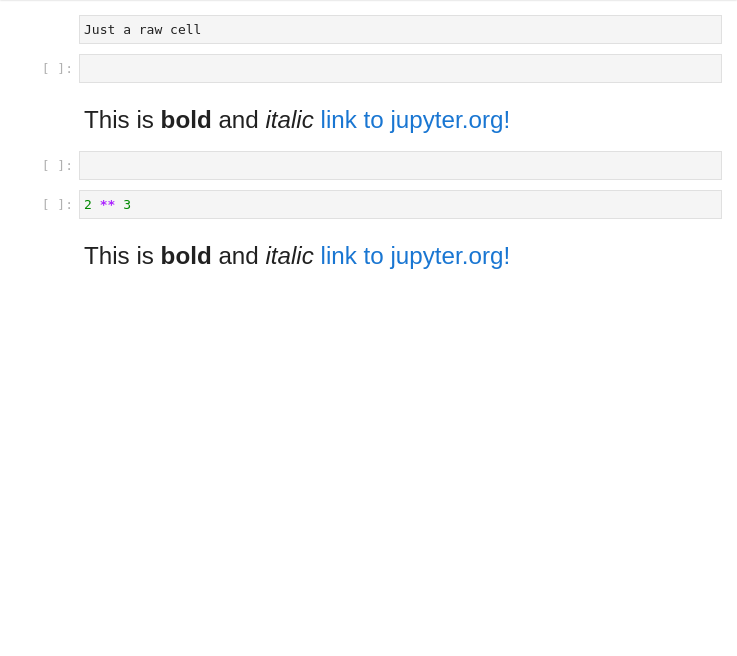 Just a raw cell
[ ]:
This is bold and italic link to jupyter.org!
[ ]:
[ ]: 2 ** 3
This is bold and italic link to jupyter.org!